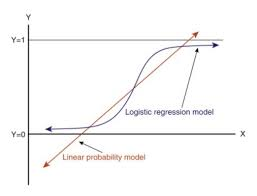 Y
Y=1
Logistic regression model
Y=0
X
Linear probability model